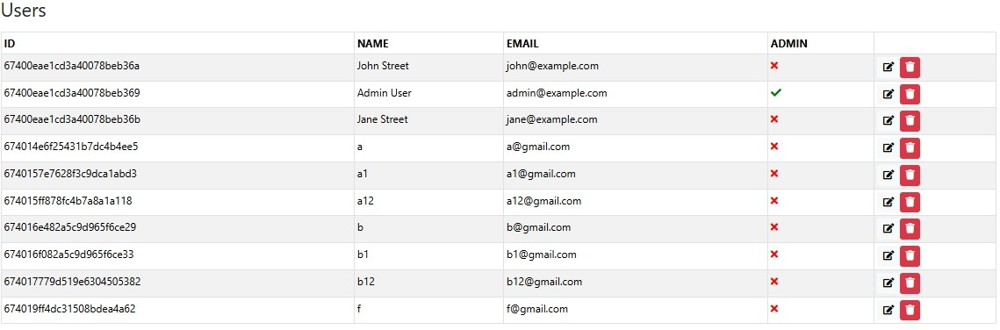 Users
ID NAME EMAIL ADMIN
67400eae1cd3a40078beb36a John Street john@example.com
67400eae1cd3a40078beb369 Admin User admin@example.com
67400eae1cd3a40078beb36b Jane Street jane@example.com
674014e6f25431b7dc4b4ee5 a a@gmail.com
6740157e7628f3c9dca1abd3 a1 a1@gmail.com
674015ff878fc4b7a8a1a118 a12 a12@gmail.com
674016e482a5c9d965f6ce29 b b@gmail.com
674016f082a5c9d965f6ce33 b1 b1@gmail.com
674017779d519e6304505382 b12 b12@gmail.com
674019ff4dc31508bdea4a62 f f@gmail.com